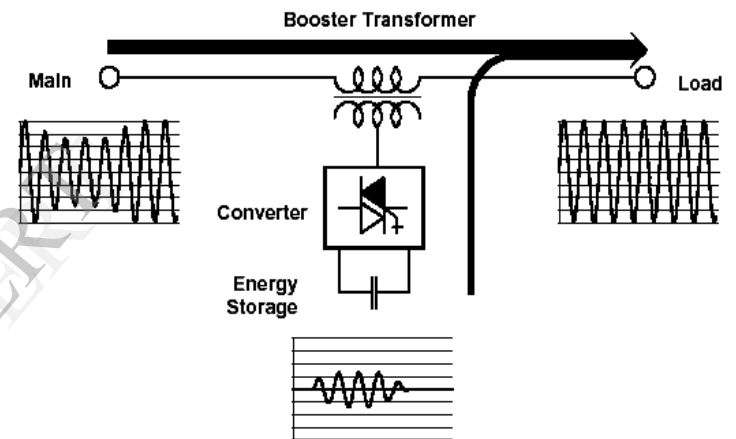 Booster Transformer
Main
Load
Converter
Energy
Storage